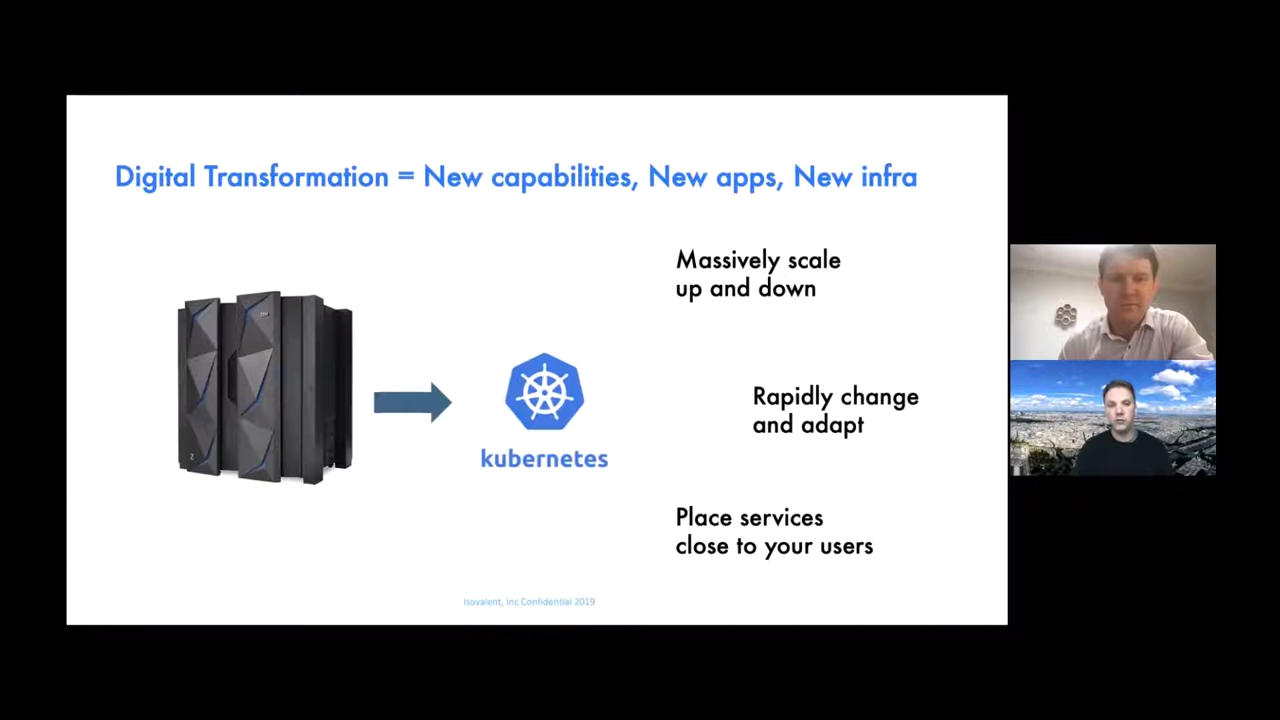 Digital Transformation = New capabilities, New apps, New infra
Massively scale
up and down
Rapidly change
and adapt
kubernetes
Place services
close to your users
Isovalent, Inc Confidential 2019
IBM
Z